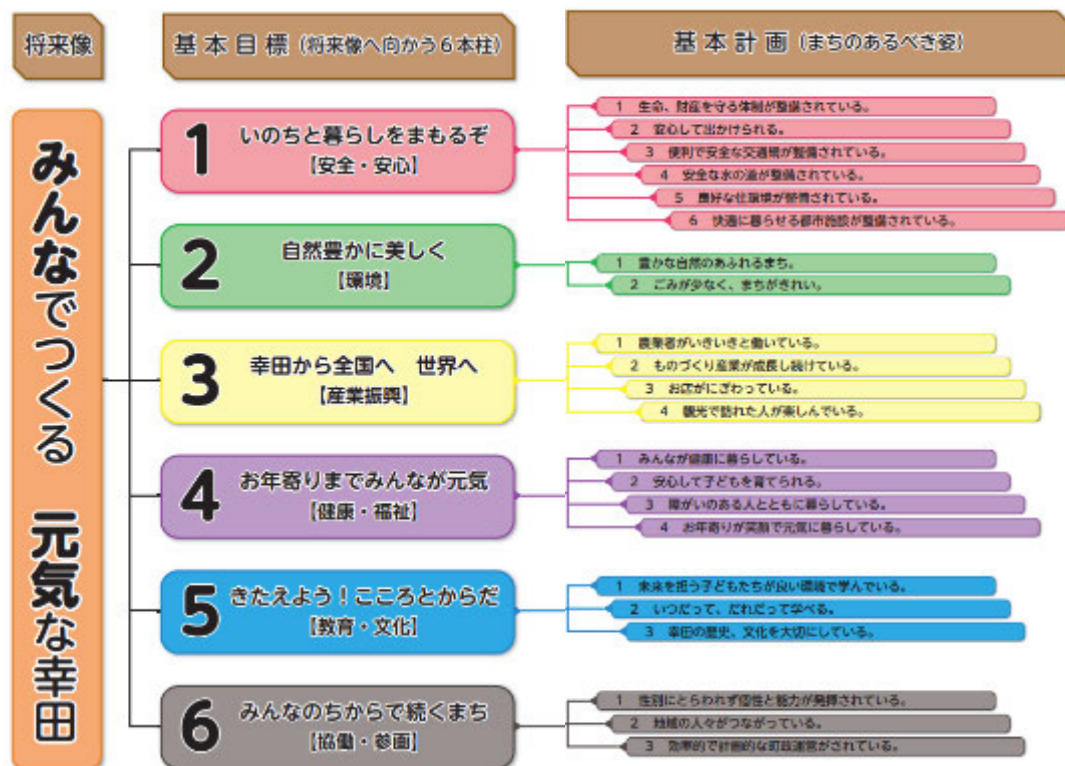 将来像
基本目標（将来像へ向かう６本柱）
基本計画（まちのあるべき姿）
みんなでつくる　元気な幸田
1
いのちと暮らしをまもるぞ
【安全・安心】
1　生命、財産を守る体制が整備されている。
2　安心して出かけられる。
3　便利で安全な交通網が整備されている。
4　安全な水の道が整備されている。
5　良好な住環境が整備されている。
6　快適に暮らせる都市施設が整備されている。
2
自然豊かに美しく
【環境】
1　豊かな自然のあふれるまち。
2　ごみが少なく、まちがきれい。
3
幸田から全国へ　世界へ
【産業振興】
1　農業者がいきいきと働いている。
2　ものづくり産業が成長し続けている。
3　お店がにぎわっている。
4　観光で訪れた人が楽しんでいる。
4
お年寄りまでみんなが元気
【健康・福祉】
1　みんなが健康に暮らしている。
2　安心して子どもを育てられる。
3　障がいのある人とともに暮らしている。
4　お年寄りが笑顔で元気に暮らしている。
5
きたえよう！こころとからだ
【教育・文化】
1　未来を担う子どもたちが良い環境で学んでいる。
2　いつだって、だれだって学べる。
3　幸田の歴史、文化を大切にしている。
6
みんなのちからで続くまち
【協働・参画】
1　性別にとらわれず個性と能力が発揮されている。
2　地域の人々がつながっている。
3　効率的で計画的な町政運営がされている。